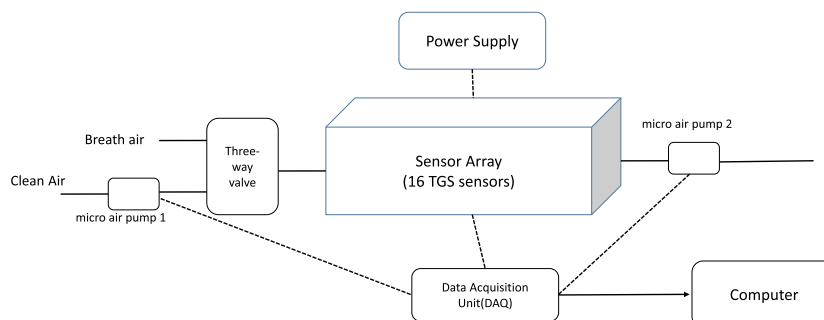 Power Supply
micro air pump 2
Breath air
Three-
way
valve
Sensor Array
(16 TGS sensors)
Clean Air
micro air pump 1
Data Acquisition
Unit(DAQ)
Computer